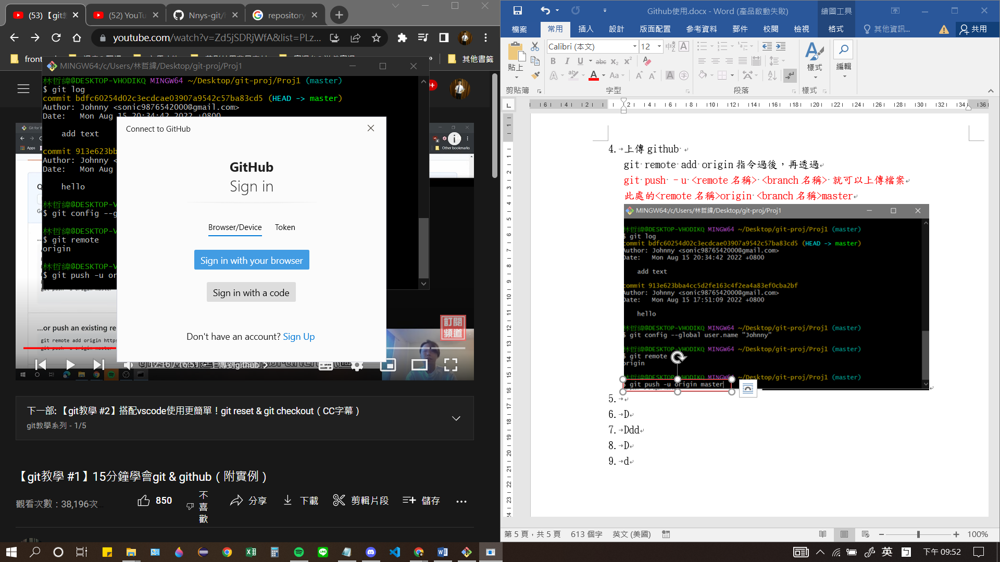 (53) 【git
(52) YouTu
Nnys-git/
repository
youtube.com/watch?v=Zd5jSDRjWfA&list=PLz...
其他書籤
MINGW64:/c/Users/林哲緯/Desktop/git-proj/Proj1
林哲緯@DESKTOP-VHODIKQ MINGW64 ~/Desktop/git-proj/Proj1 (master)
$ git log
commit bdfc60254d02c3ecdcae03907a9542c57ba83cd5 (HEAD -> master)
Author: Johnny <sonic9876542000@gmail.com>
Date:   Mon Aug 15 20:34:42 2022 +0800
add text
commit 913e623bb
Author: Johnny <
Date:   Mon Aug
hello
林哲緯@DESKTOP-V
$ git config --g
林哲緯@DESKTOP-V
$ git remote
origin
林哲緯@DESKTOP-V
$ git push -u or
Connect to GitHub
GitHub
Sign in
Browser/Device
Token
Sign in with your browser
Sign in with a code
Don't have an account? Sign Up
Git for W
Apps
Other bookmarks
...or push an existing re
git remote add origin http
訂閱
頻道
上傳到github
下一部: 【git教學 #2】搭配vscode使用更簡單！git reset & git checkout（CC字幕）
git教學系列 - 1/5
【git教學 #1】15分鐘學會git & github（附實例）
觀看次數：38,196次
850
不喜歡
分享
下載
剪輯片段
儲存
Github使用.docx - Word (產品啟動失敗)
繪圖工具
檔案
常用
插入
設計
版面配置
參考資料
郵件
校閱
檢視
格式
其他資訊...
共用
貼上
Calibri (本文)
12
樣式
編輯
剪貼簿
字型
段落
樣式
4. 上傳 github
git remote add origin 指令過後，再透過
git push -u <remote 名稱> <branch 名稱> 就可以上傳檔案
此處的<remote 名稱>origin <branch 名稱>master
MINGW64:/c/Users/林哲緯/Desktop/git-proj/Proj1
林哲緯@DESKTOP-VHODIKQ MINGW64 ~/Desktop/git-proj/Proj1 (master)
$ git log
commit bdfc60254d02c3ecdcae03907a9542c57ba83cd5 (HEAD -> master)
Author: Johnny <sonic9876542000@gmail.com>
Date:   Mon Aug 15 20:34:42 2022 +0800
add text
commit 913e623bba4cc5d2fe163c4f2ea4a83ef0cba2bf
Author: Johnny <sonic9876542000@gmail.com>
Date:   Mon Aug 15 17:51:09 2022 +0800
hello
林哲緯@DESKTOP-VHODIKQ MINGW64 ~/Desktop/git-proj/Proj1 (master)
$ git config --global user.name "Johnny"
林哲緯@DESKTOP-VHODIKQ MINGW64 ~/Desktop/git-proj/Proj1 (master)
$ git remote
origin
林哲緯@DESKTOP-VHODIKQ MINGW64 ~/Desktop/git-proj/Proj1 (master)
$ git push -u origin master
5.
6. D
7. Ddd
8. D
9. d
第 5 頁，共 5 頁
613 個字
英文 (美國)
100%
英
下午 09:52